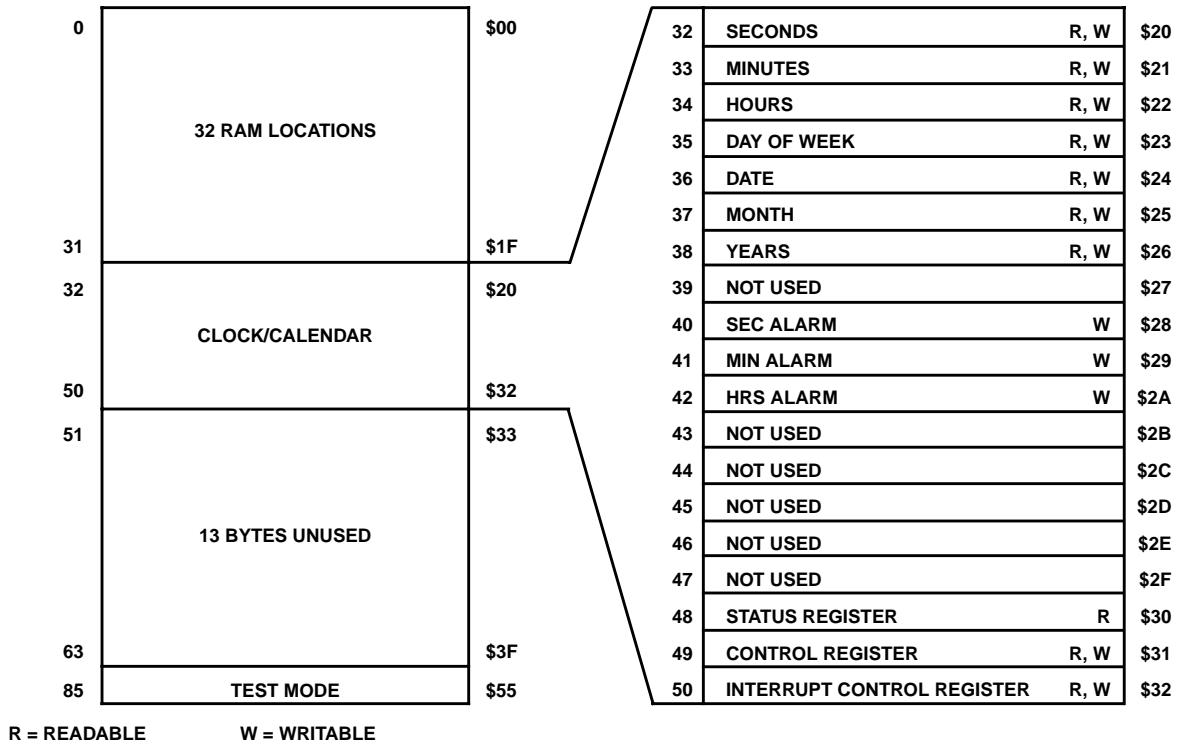 0 $00
32 RAM LOCATIONS
31 $1F
32 $20
CLOCK/CALENDAR
50 $32
51 $33
13 BYTES UNUSED
63 $3F
85 TEST MODE $55
32 SECONDS R, W $20
33 MINUTES R, W $21
34 HOURS R, W $22
35 DAY OF WEEK R, W $23
36 DATE R, W $24
37 MONTH R, W $25
38 YEARS R, W $26
39 NOT USED $27
40 SEC ALARM W $28
41 MIN ALARM W $29
42 HRS ALARM W $2A
43 NOT USED $2B
44 NOT USED $2C
45 NOT USED $2D
46 NOT USED $2E
47 NOT USED $2F
48 STATUS REGISTER R $30
49 CONTROL REGISTER R, W $31
50 INTERRUPT CONTROL REGISTER R, W $32
R = READABLE W = WRITABLE